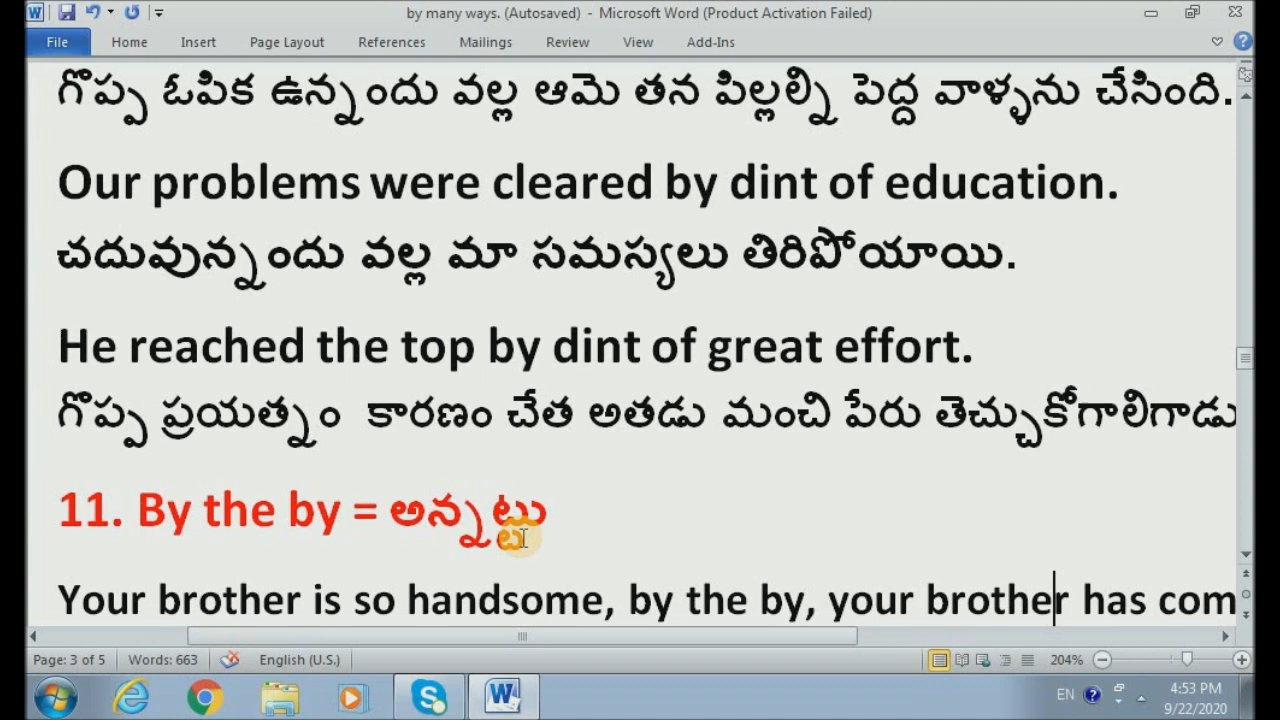 by many ways. (Autosaved) - Microsoft Word (Product Activation Failed)
File Home Insert Page Layout References Mailings Review View Add-Ins
గొప్ప ఓపిక ఉన్నందు వల్ల ఆమె తన పిల్లల్ని పెద్ద వాళ్ళను చేసింది.
Our problems were cleared by dint of education.
చదువున్నందు వల్ల మా సమస్యలు తిరిపోయాయి.
He reached the top by dint of great effort.
గొప్ప ప్రయత్నం కారణం చేత అతడు మంచి పేరు తెచ్చుకోగాలిగాడు
11. By the by = అన్నట్టు
Your brother is so handsome, by the by, your brother has com
Page: 3 of 5 Words: 663 English (U.S.) 204%
EN 4:53 PM
9/22/2020